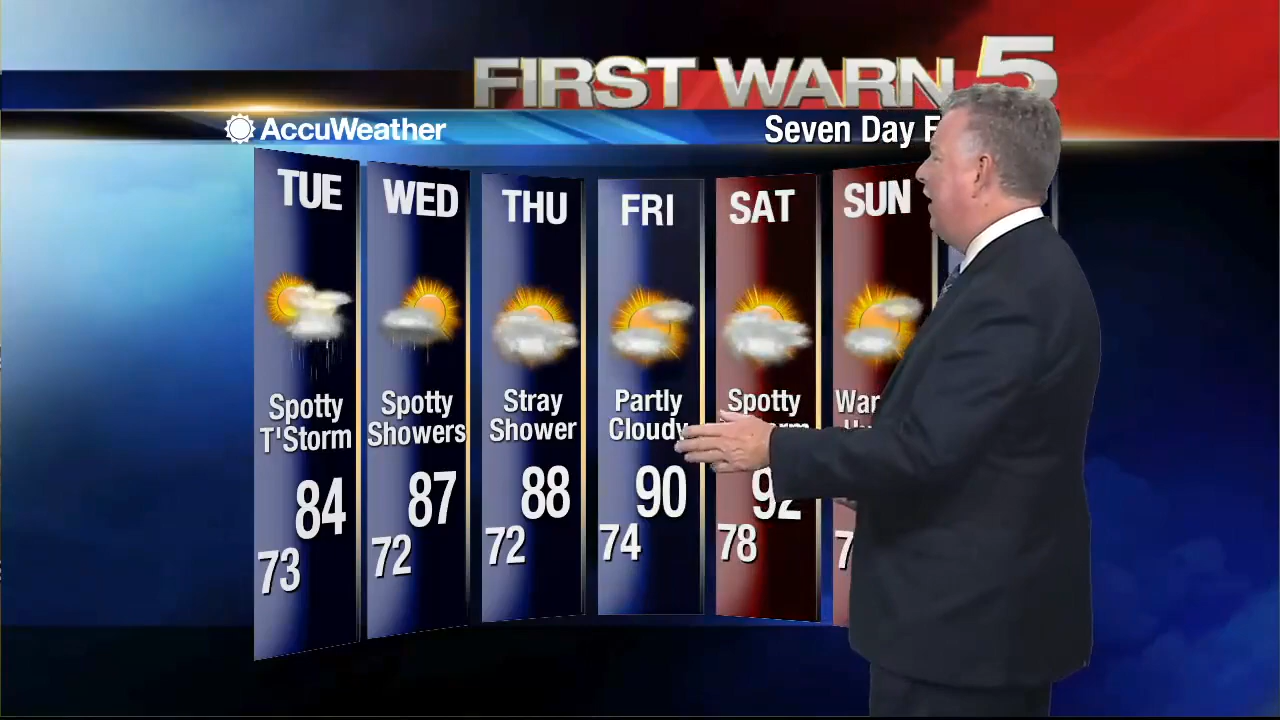 FIRST WARN 5
AccuWeather
Seven Day
TUE
Spotty
T'Storm
84
73
WED
Spotty
Showers
87
72
THU
Stray
Shower
88
72
FRI
Partly
Cloudy
90
74
SAT
Spotty
92
78
SUN